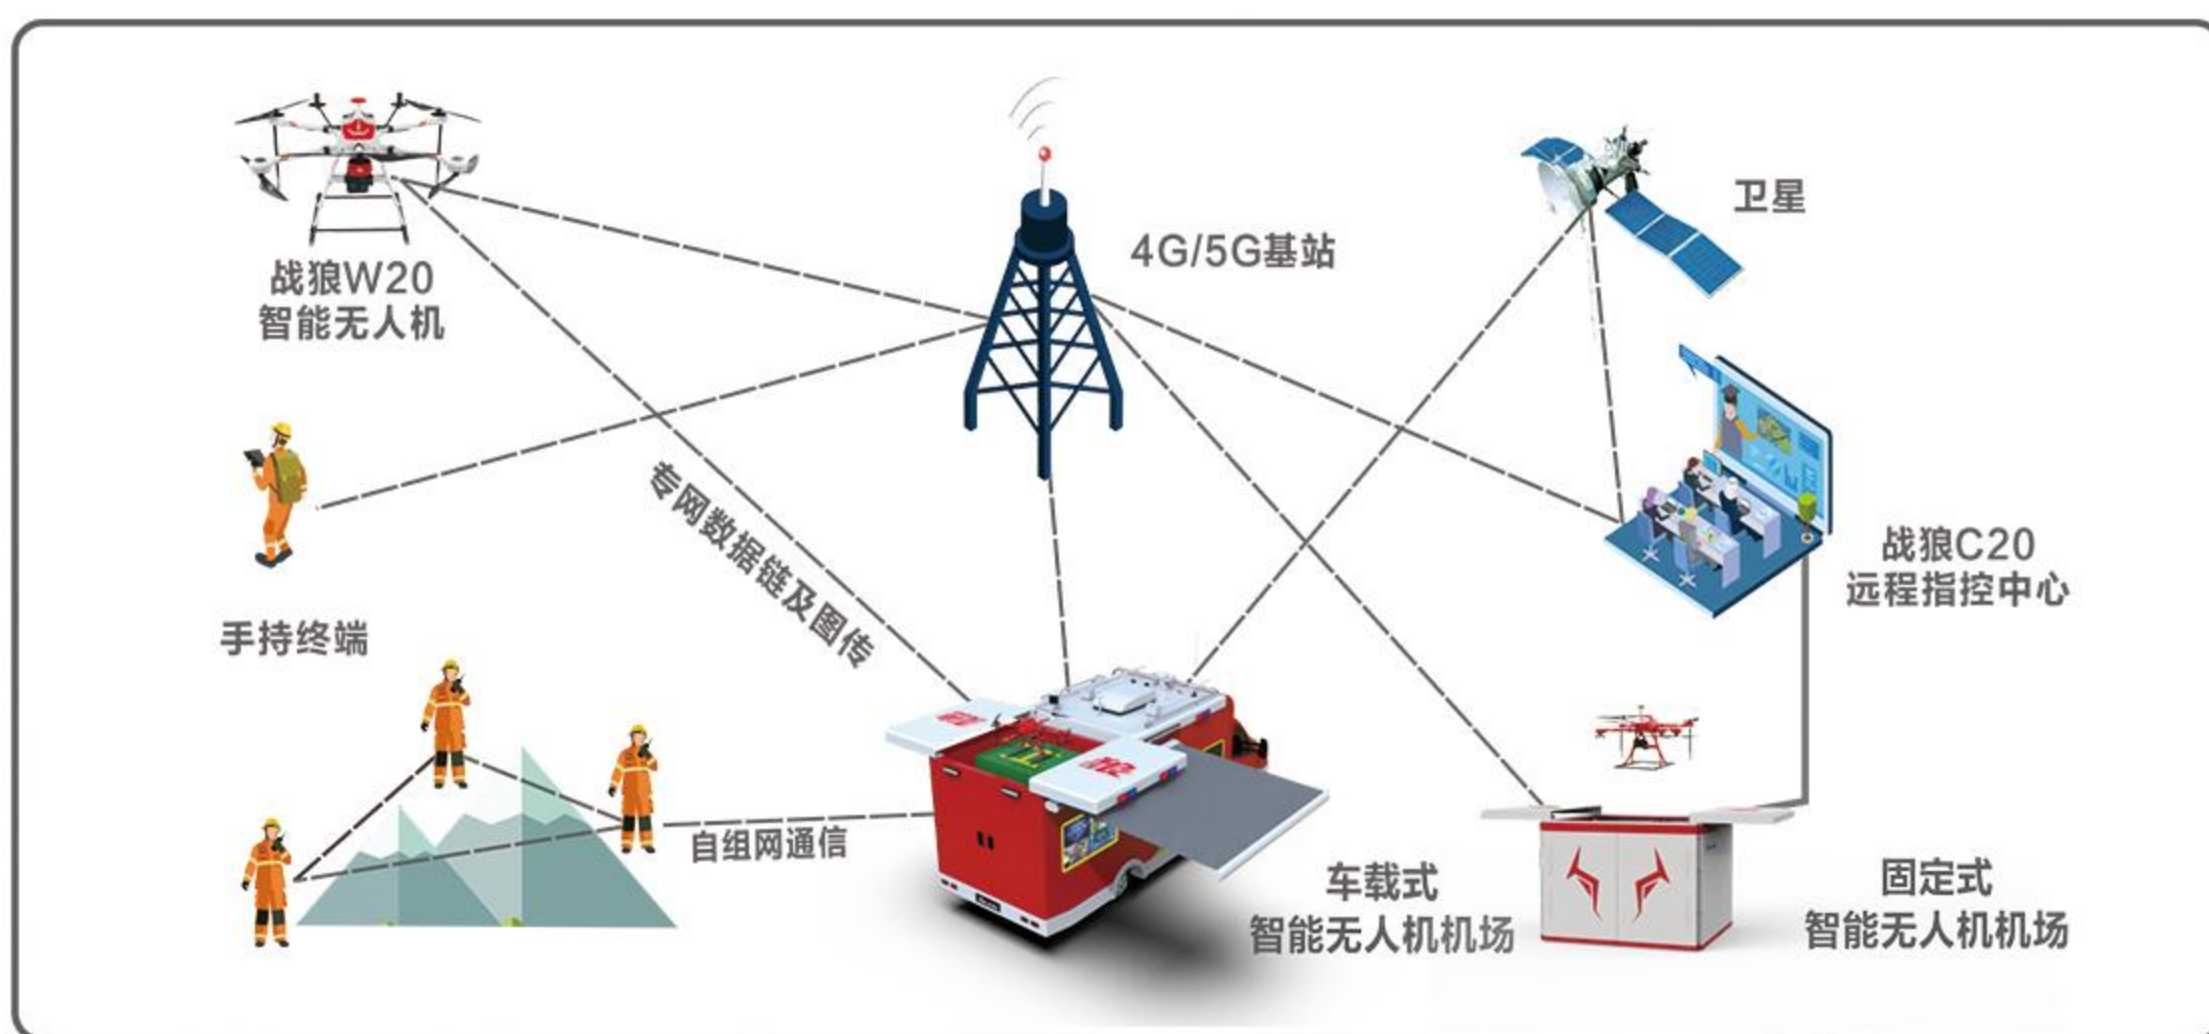 卫星
4G/5G基站
战狼W20
智能无人机
专网数据链及图传
战狼C20
远程指控中心
手持终端
自组网通信
车载式
智能无人机机场
固定式
智能无人机机场